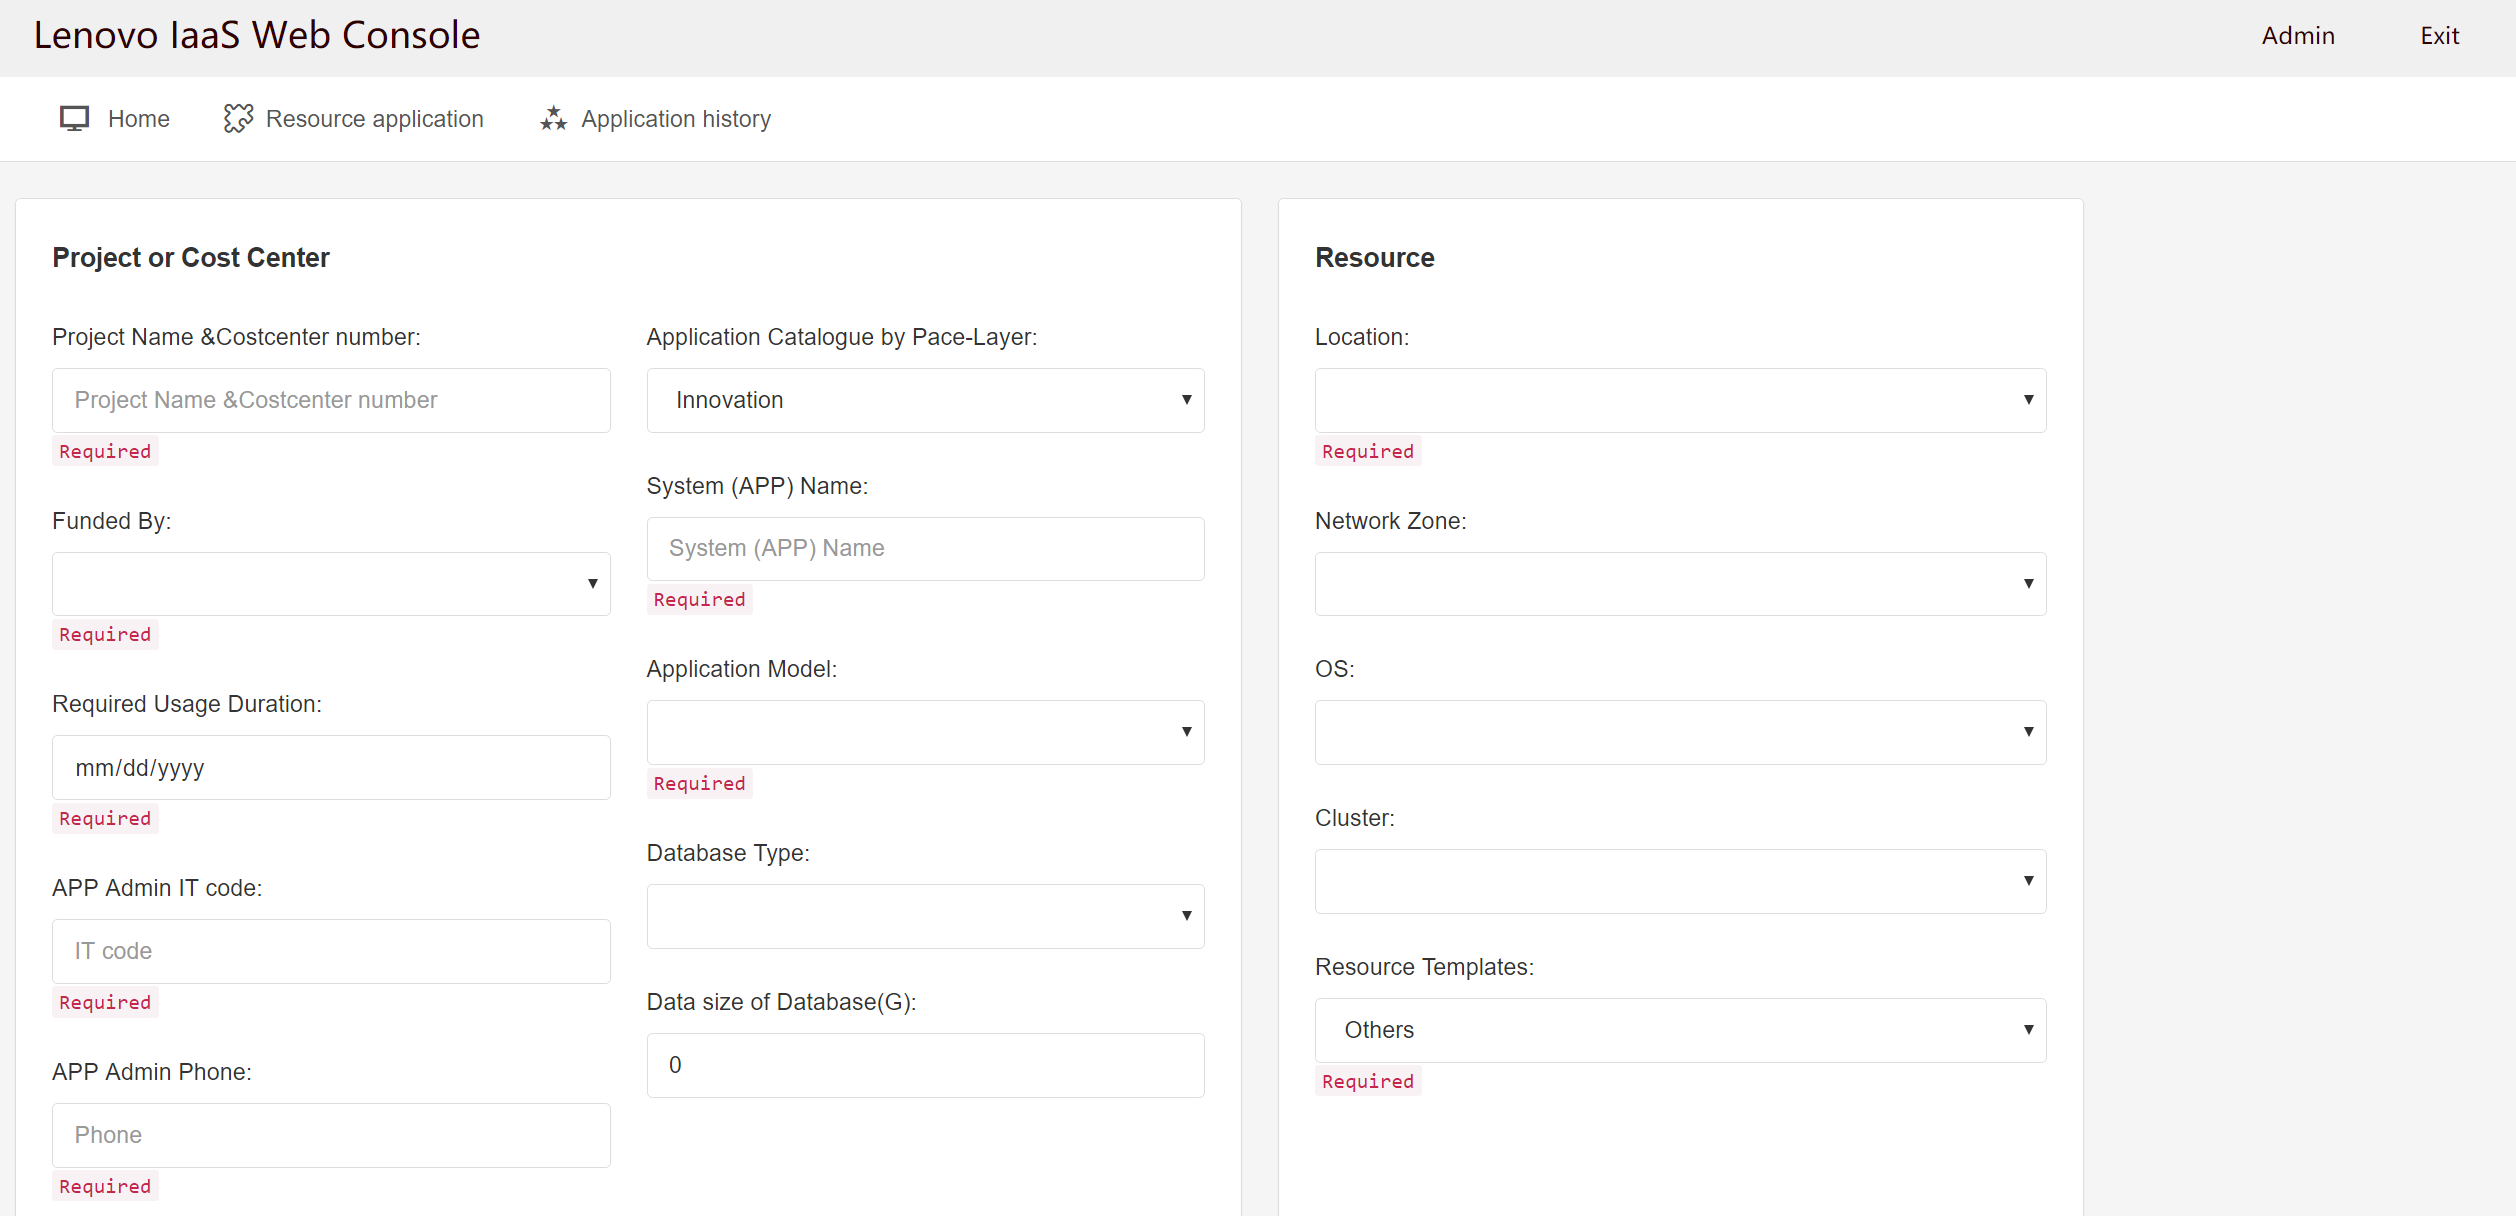 Lenovo IaaS Web Console
Admin
Exit
Home
Resource application
Application history
Project or Cost Center
Project Name &Costcenter number:
Project Name &Costcenter number
Required
Funded By:
Required
Required Usage Duration:
mm/dd/yyyy
Required
APP Admin IT code:
IT code
Required
APP Admin Phone:
Phone
Required
Application Catalogue by Pace-Layer:
Innovation
System (APP) Name:
System (APP) Name
Required
Application Model:
Required
Database Type:
Data size of Database(G):
0
Resource
Location:
Required
Network Zone:
OS:
Cluster:
Resource Templates:
Others
Required